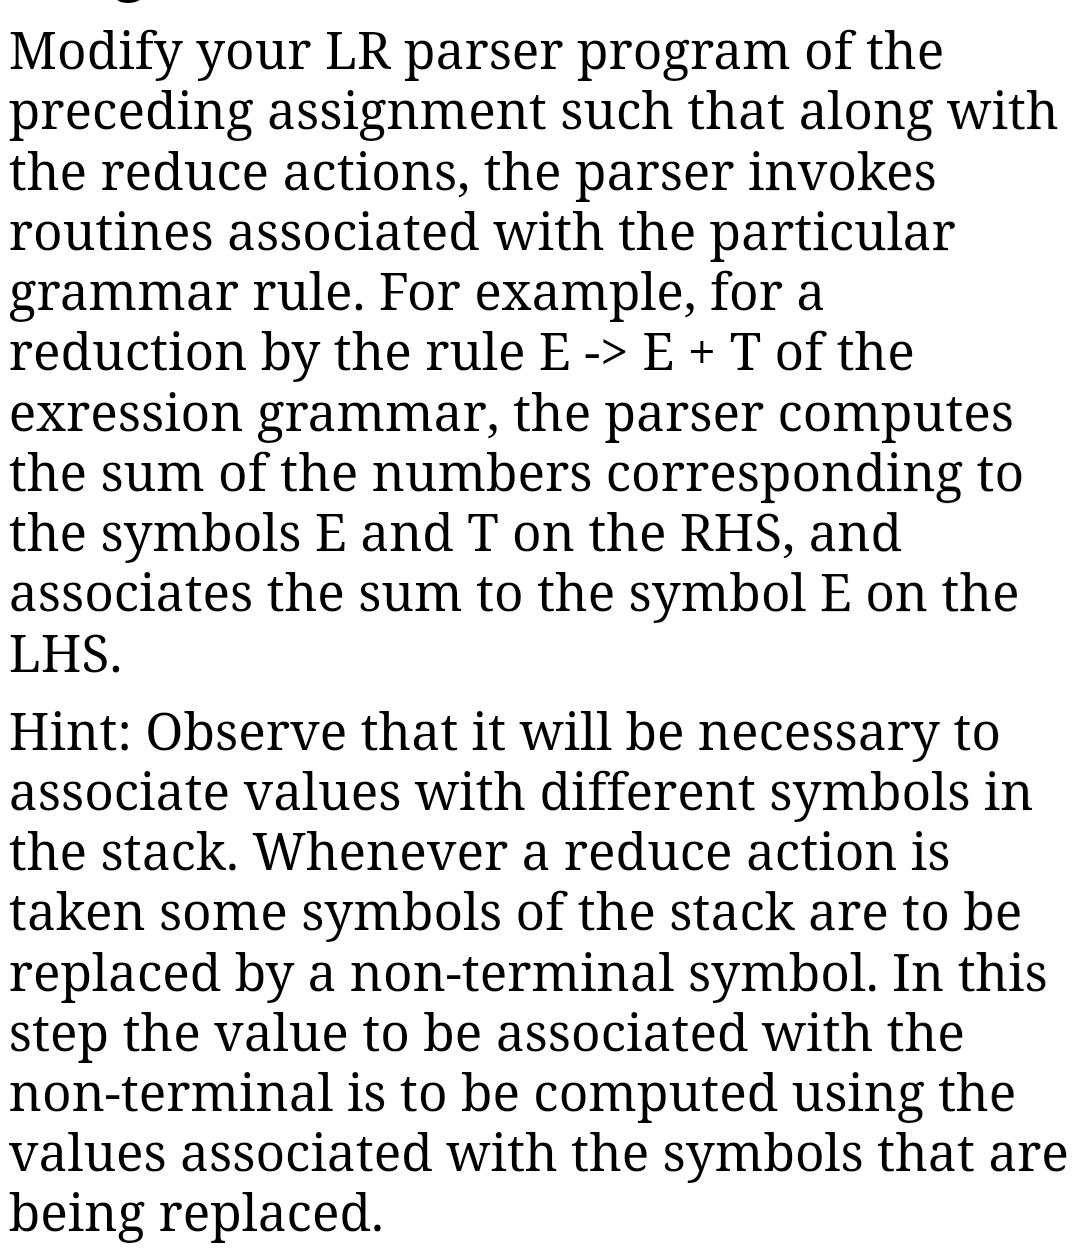 Modify your LR parser program of the
preceding assignment such that along with
the reduce actions, the parser invokes
routines associated with the particular
grammar rule. For example, for a
reduction by the rule E -> E + T of the
exression grammar, the parser computes
the sum of the numbers corresponding to
the symbols E and T on the RHS, and
associates the sum to the symbol E on the
LHS.
Hint: Observe that it will be necessary to
associate values with different symbols in
the stack. Whenever a reduce action is
taken some symbols of the stack are to be
replaced by a non-terminal symbol. In this
step the value to be associated with the
non-terminal is to be computed using the
values associated with the symbols that are
being replaced.